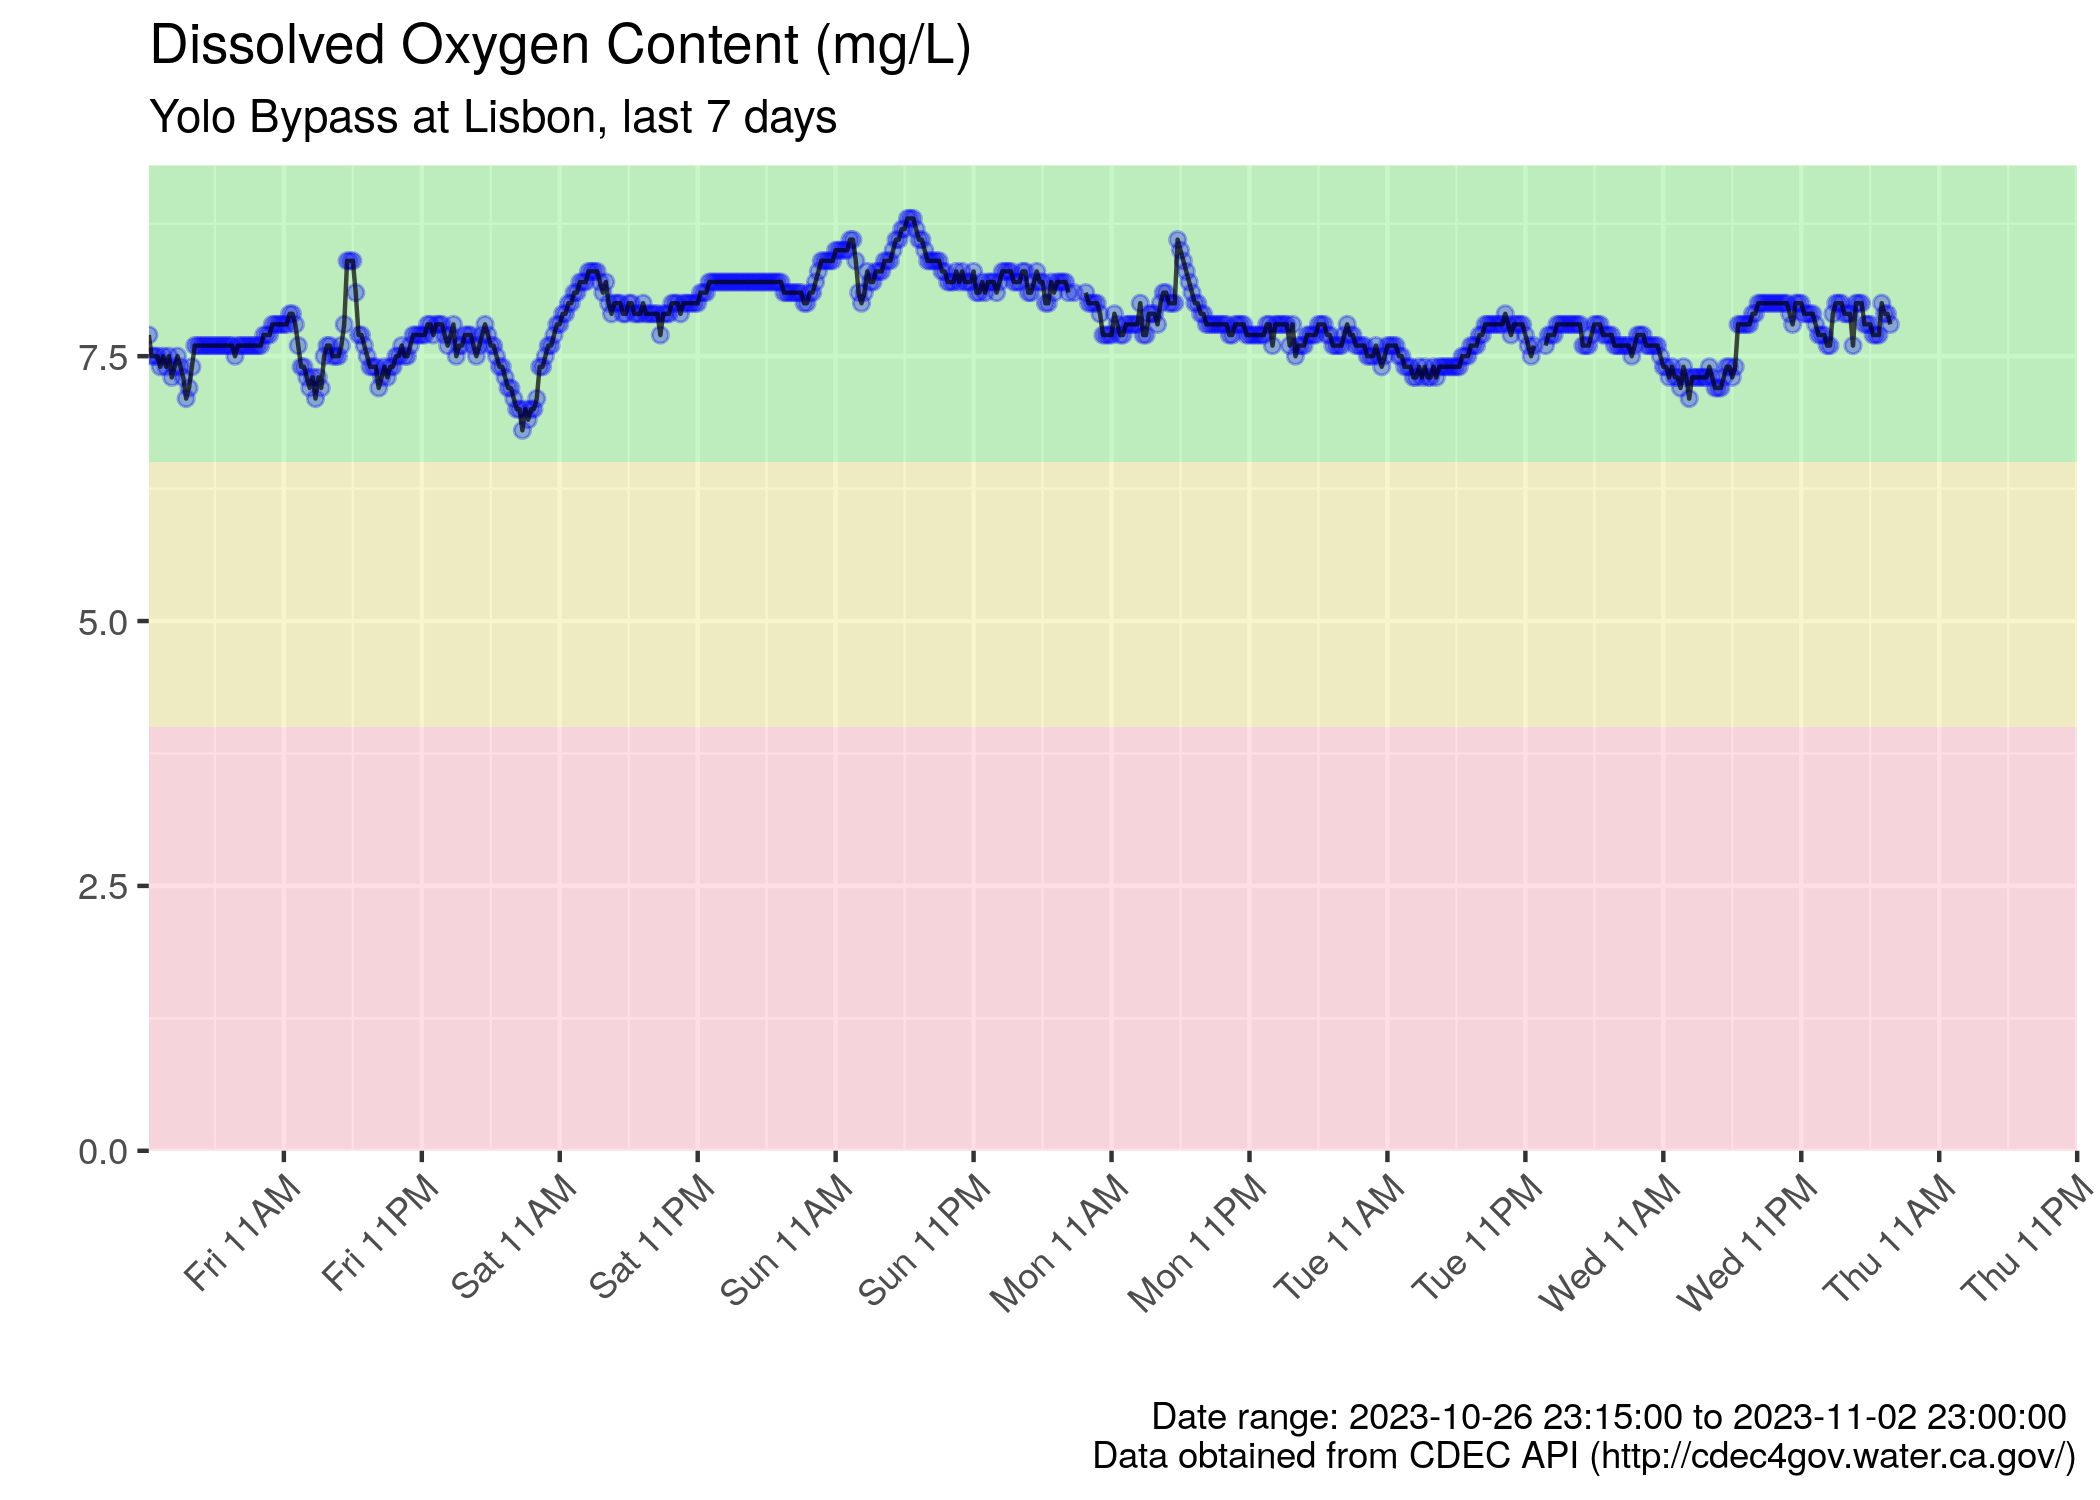 Dissolved Oxygen Content (mg/L)
Yolo Bypass at Lisbon, last 7 days
7.5
5.0
2.5
0.0
Fri 11AM
Fri 11PM
Sat 11AM
Sat 11PM
Sun 11AM
Sun 11PM
Mon 11AM
Mon 11PM
Tue 11AM
Tue 11PM
Wed 11AM
Wed 11PM
Thu 11AM
Thu 11PM
Date range: 2023-10-26 23:15:00 to 2023-11-02 23:00:00
Data obtained from CDEC API (http://cdec4gov.water.ca.gov/)